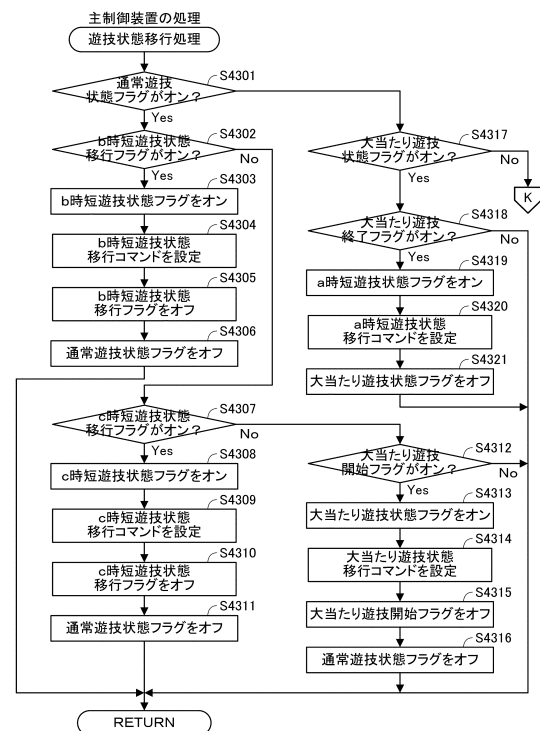 主制御装置の処理
遊技状態移行処理
S4301
通常遊技
状態フラグがオン？
Yes
S4302
b時短遊技状態
移行フラグがオン？
No
Yes
S4303
b時短遊技状態フラグをオン
S4304
b時短遊技状態
移行コマンドを設定
S4305
b時短遊技状態
移行フラグをオフ
S4306
通常遊技状態フラグをオフ
S4307
c時短遊技状態
移行フラグがオン？
No
Yes
S4308
c時短遊技状態フラグをオン
S4309
c時短遊技状態
移行コマンドを設定
S4310
c時短遊技状態
移行フラグをオフ
S4311
通常遊技状態フラグをオフ
RETURN
S4317
大当たり遊技
状態フラグがオン？
No
Yes
K
S4318
大当たり遊技
終了フラグがオン？
No
Yes
S4319
a時短遊技状態フラグをオン
S4320
a時短遊技状態
移行コマンドを設定
S4321
大当たり遊技状態フラグをオフ
S4312
大当たり遊技
開始フラグがオン？
No
Yes
S4313
大当たり遊技状態フラグをオン
S4314
大当たり遊技状態
移行コマンドを設定
S4315
大当たり遊技開始フラグをオフ
S4316
通常遊技状態フラグをオフ